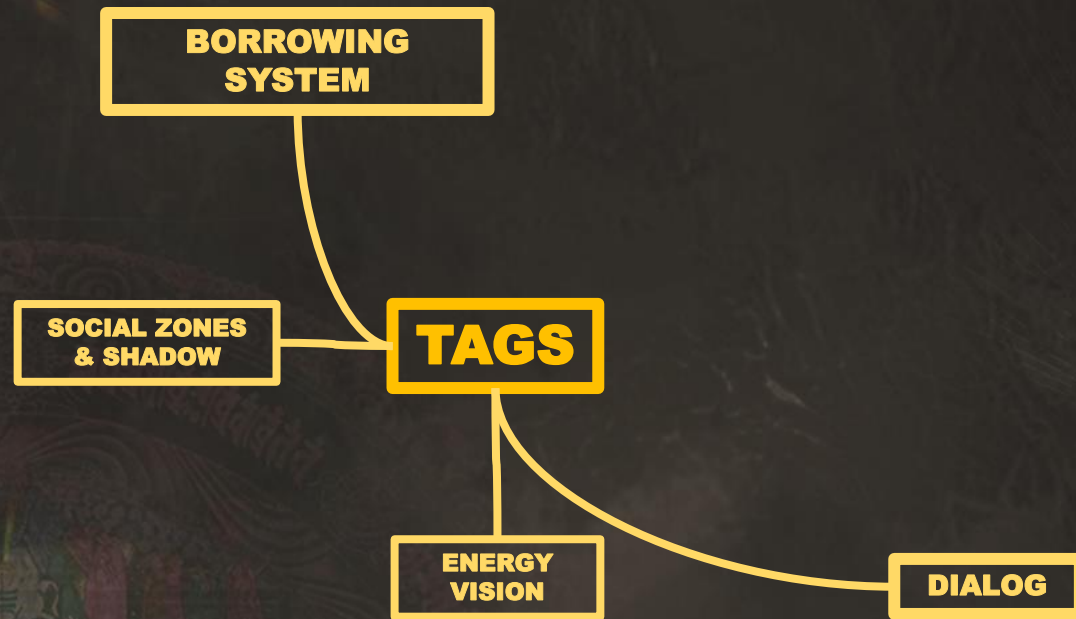 BORROWING
SYSTEM
SOCIAL ZONES
& SHADOW
TAGS
ENERGY
VISION
DIALOG